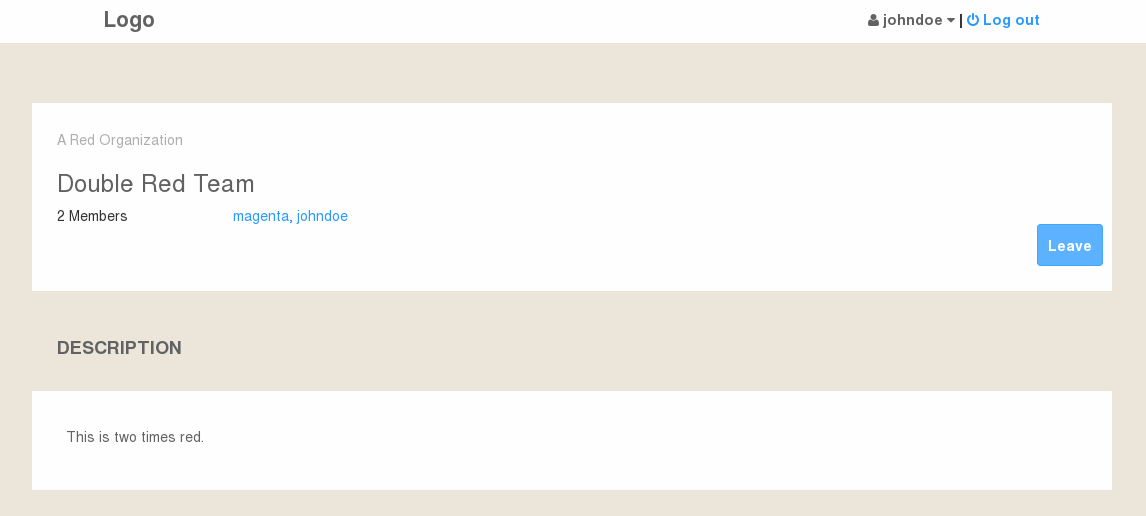 Logo
johndoe | Log out
A Red Organization
Double Red Team
2 Members magenta, johndoe
Leave
DESCRIPTION
This is two times red.